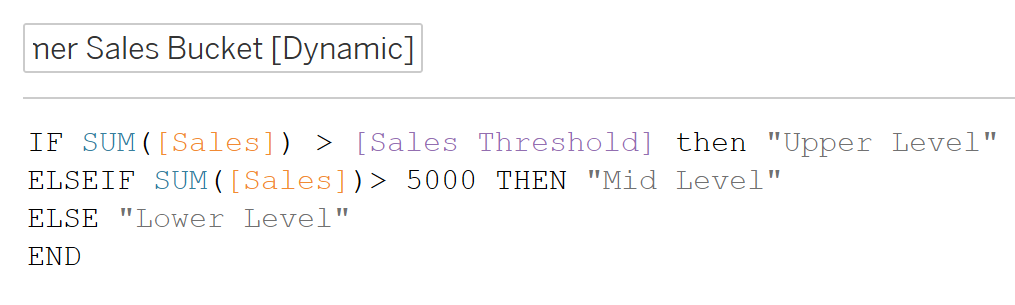 Sales Bucket [Dynamic]
IF SUM([Sales]) > [Sales Threshold] then "Upper Level"
ELSEIF SUM([Sales])> 5000 THEN "Mid Level"
ELSE "Lower Level"
END